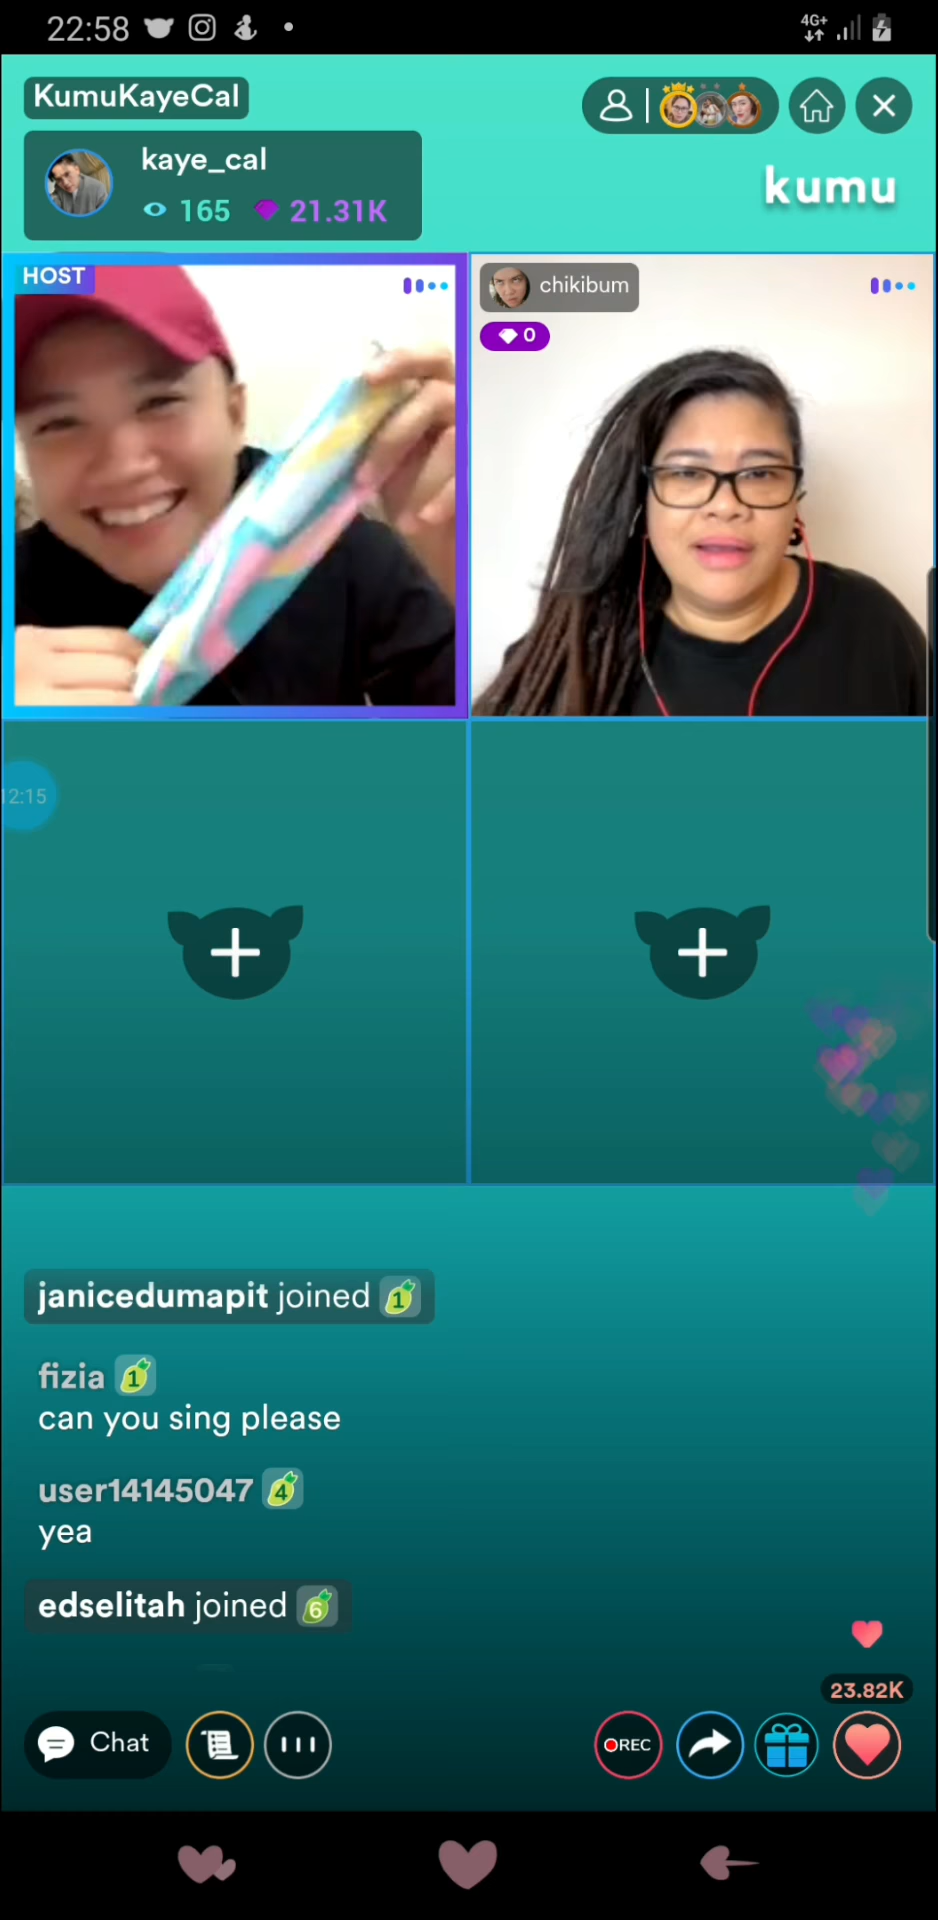 22:58
4G+
KumuKayeCal
kaye_cal
165 21.31K
kumu
HOST
chikibum
0
12:15
janicedumapit joined 1
fizia 1
can you sing please
user14145047 4
yea
edselitah joined 6
23.82K
Chat
REC